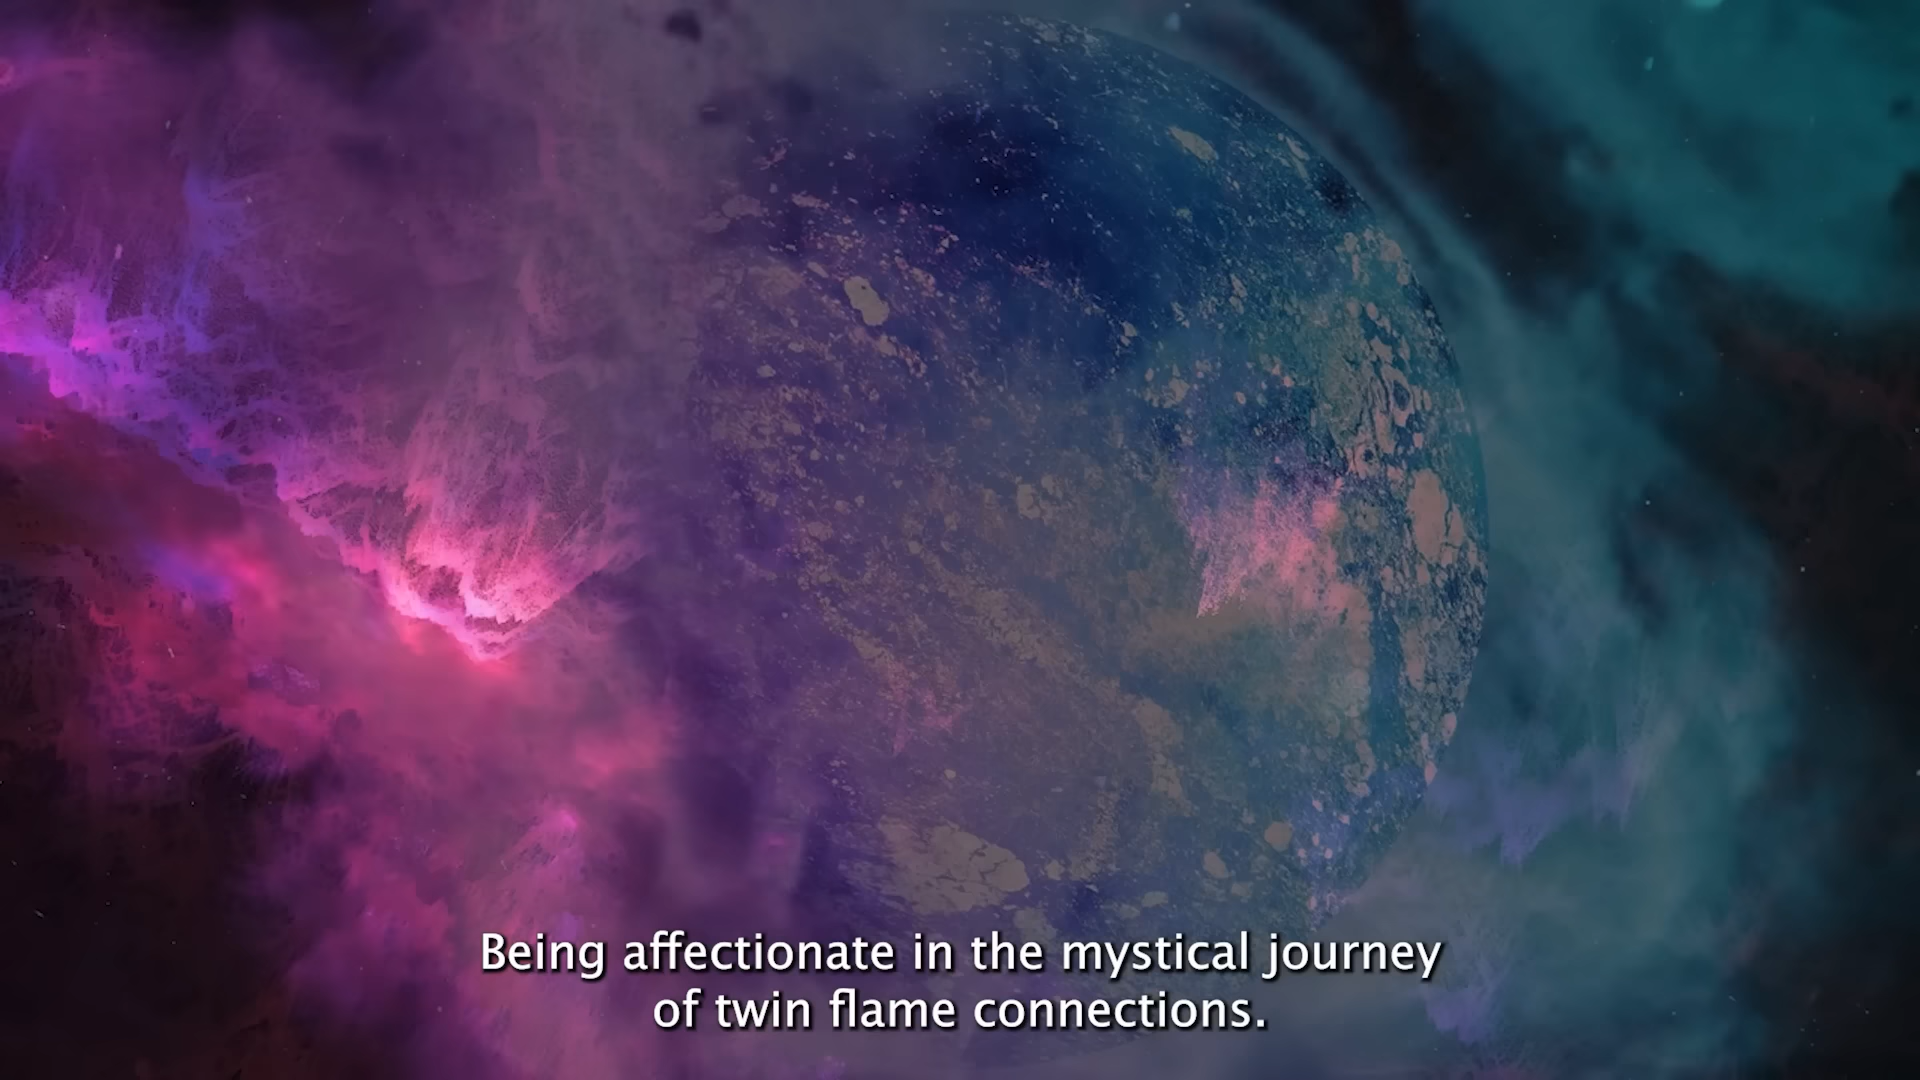 Being affectionate in the mystical journey
of twin flame connections.